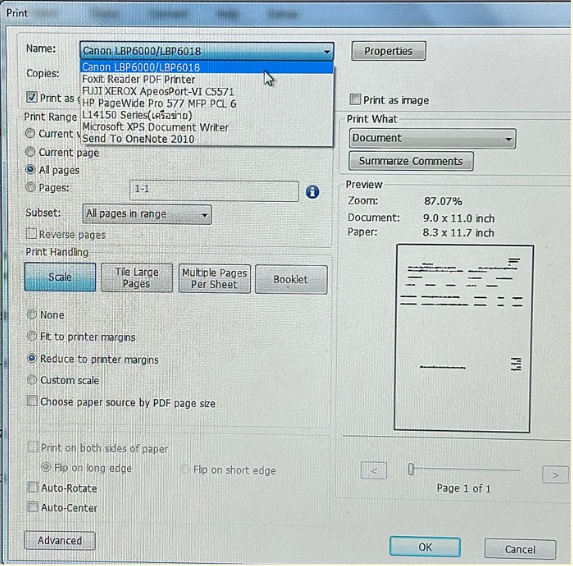 Print
Name:
Canon LBP6000/LBP6018
Properties
Canon LBP6000/LBP6018
Copies:
Foxit Reader PDF Printer
FUJI XEROX ApeosPort-VI C5571
Print as
HP PageWide Pro 577 MFP PCL 6
Print as image
L14150 Series(เครือข่าย)
Print Range
Print What
Microsoft XPS Document Writer
Current
Send To OneNote 2010
Document
Current page
Summarize Comments
All pages
Pages:
1-1
Preview
Zoom: 87.07%
Subset: All pages in range
Document: 9.0 x 11.0 inch
Reverse pages
Paper: 8.3 x 11.7 inch
Print Handling
Scale
Tile Large Pages
Multiple Pages Per Sheet
Booklet
None
Fit to printer margins
Reduce to printer margins
Custom scale
Choose paper source by PDF page size
Print on both sides of paper
Flip on long edge
Flip on short edge
<
>
Auto-Rotate
Page 1 of 1
Auto-Center
Advanced
OK
Cancel